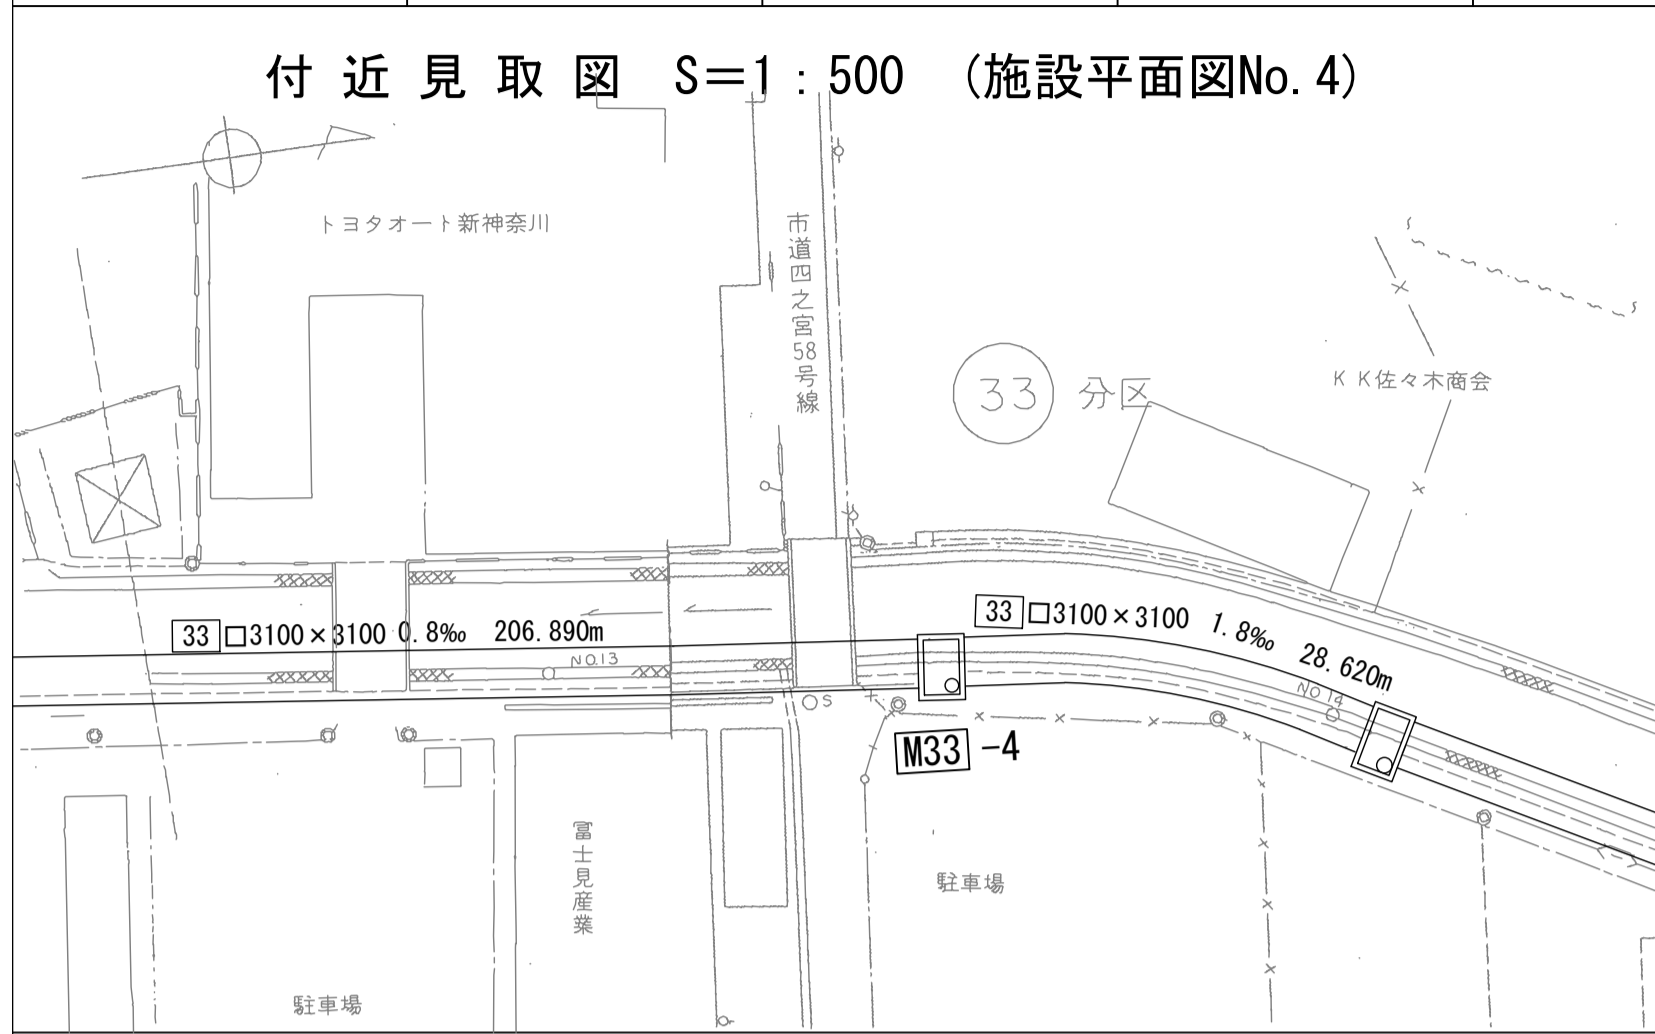 付近見取図 S=1:500 (施設平面図No.4)
トヨタオート新神奈川
市道四之宮58号線
33 分区
KK佐々木商会
33 □3100×3100 0.8‰ 206.890m
33 □3100×3100 1.8‰ 28.620m
NO.13
NO.14
S
M33 -4
冨士見産業
駐車場
駐車場